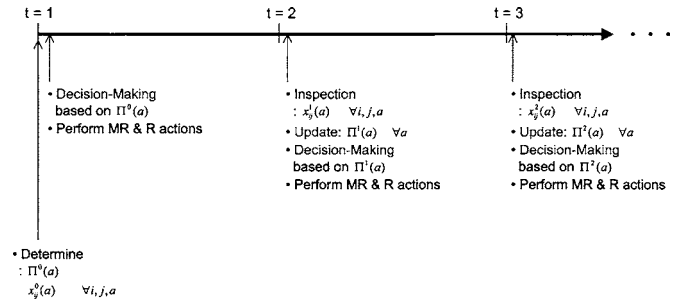 t = 1
t = 2
t = 3
• • •
• Decision-Making
based on Π⁰(a)
• Perform MR & R actions
• Inspection
: x¹ᵢⱼ(a) ∀i,j,a
• Update: Π¹(a) ∀a
• Decision-Making
based on Π¹(a)
• Perform MR & R actions
• Inspection
: x²ᵢⱼ(a) ∀i,j,a
• Update: Π²(a) ∀a
• Decision-Making
based on Π²(a)
• Perform MR & R actions
• Determine
: Π⁰(a)
x⁰ᵢⱼ(a) ∀i,j,a